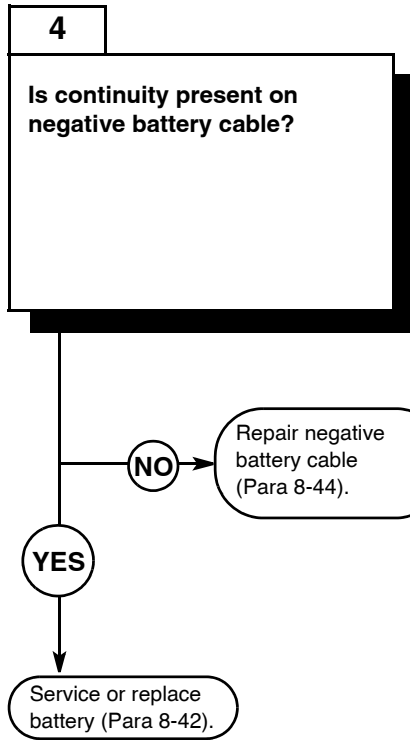 4
Is continuity present on
negative battery cable?
NO
Repair negative
battery cable
(Para 8-44).
YES
Service or replace
battery (Para 8-42).